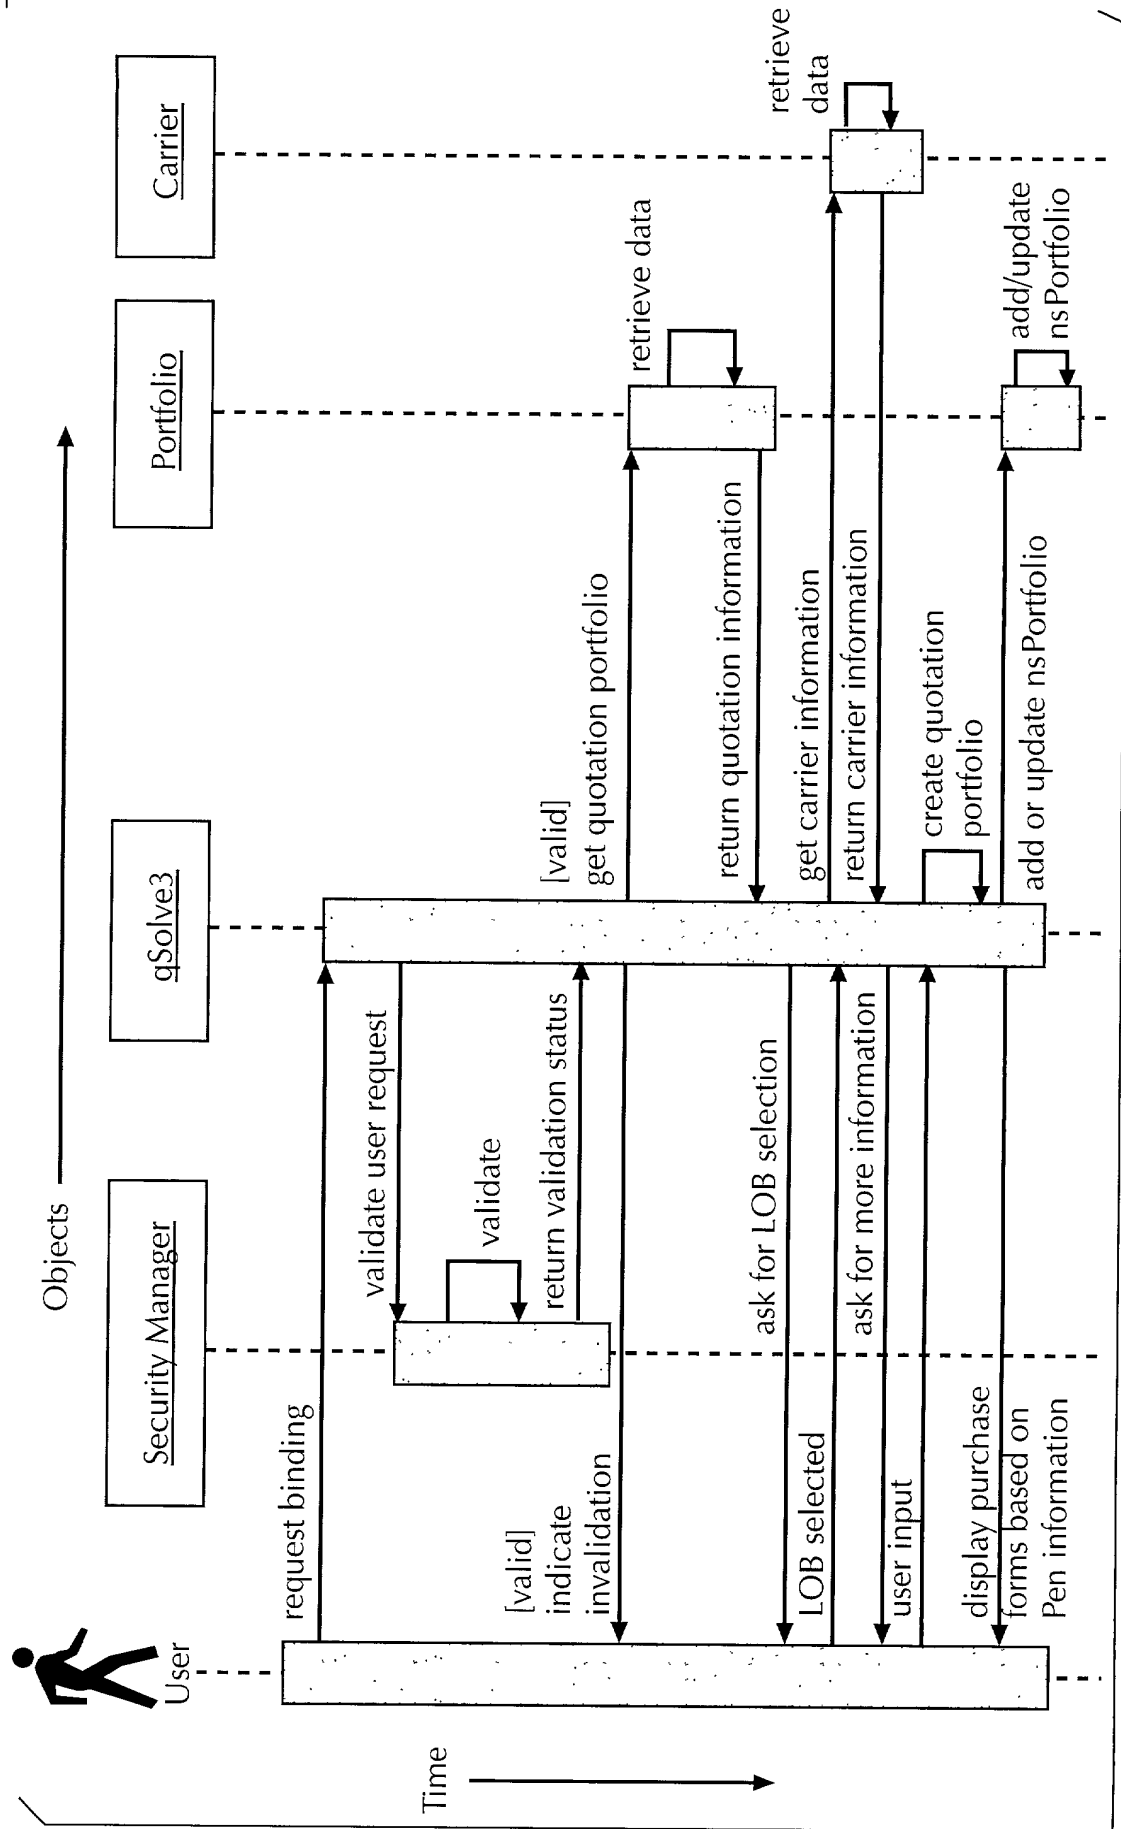 Objects
User
Security Manager
qSolve3
Portfolio
Carrier
Time
request binding
validate user request
validate
return validation status
[valid]
indicate
invalidation
[valid]
get quotation portfolio
retrieve data
return quotation information
ask for LOB selection
LOB selected
get carrier information
retrieve
data
return carrier information
ask for more information
user input
create quotation
portfolio
add or update nsPortfolio
add/update
nsPortfolio
display purchase
forms based on
Pen information